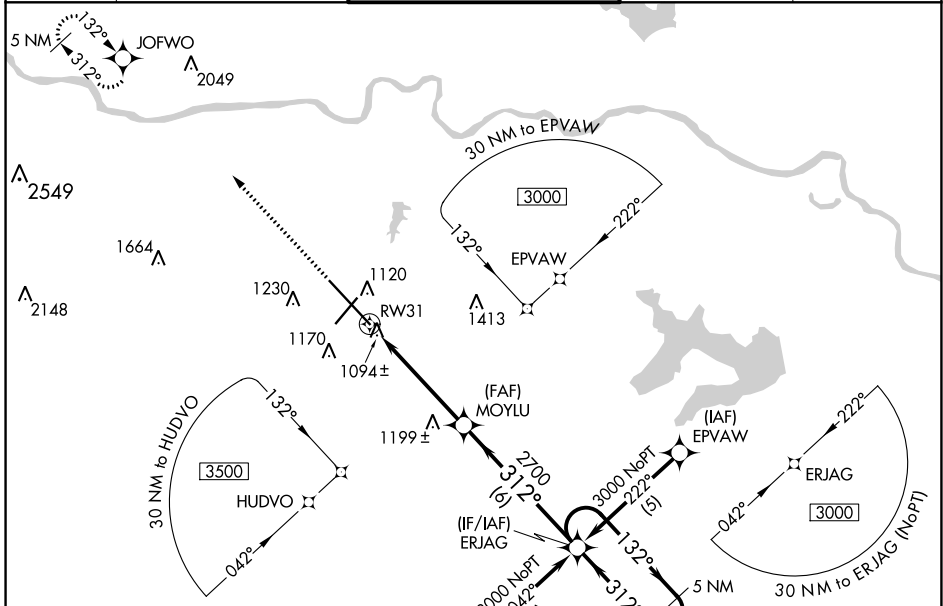 132°
5 NM
JOFWO
312°
2049
30 NM to EPVAW
2549
3000
222°
132°
1664
EPVAW
1120
1230
2148
RW31
1413
1170
1094±
132°
(FAF)
MOYLU
222°
30 NM to HUDVO
(IAF)
EPVAW
1199±
3500
2700
312°
(6)
3000 NoPT
222°
(5)
ERJAG
HUDVO
042°
3000
(IF/IAF)
ERJAG
132°
042°
30 NM to ERJAG (NoPT)
3000 NoPT
042°
312°
5 NM